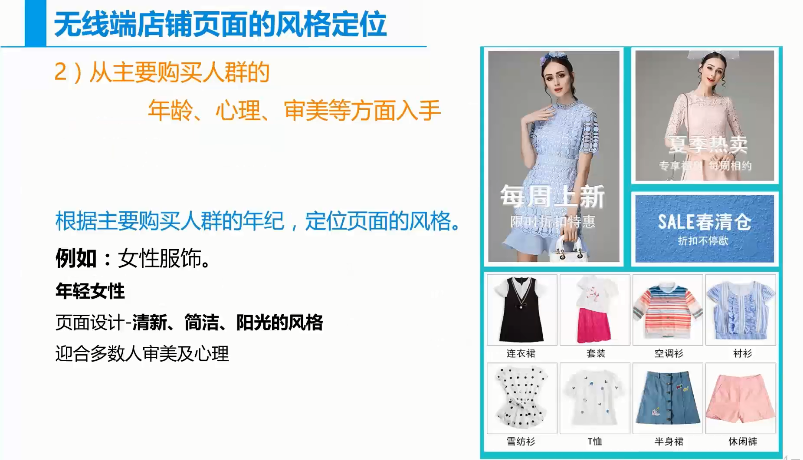 无线端店铺页面的风格定位
2）从主要购买人群的
年龄、心理、审美等方面入手
根据主要购买人群的年纪，定位页面的风格。
例如：女性服饰。
年轻女性
页面设计-清新、简洁、阳光的风格
迎合多数人审美及心理
每周上新
限时折扣特惠
夏季热卖
专享 每周相约
SALE春清仓
折扣不停歇
连衣裙 套装 空调衫 衬衫
雪纺衫 T恤 半身裙 休闲裤